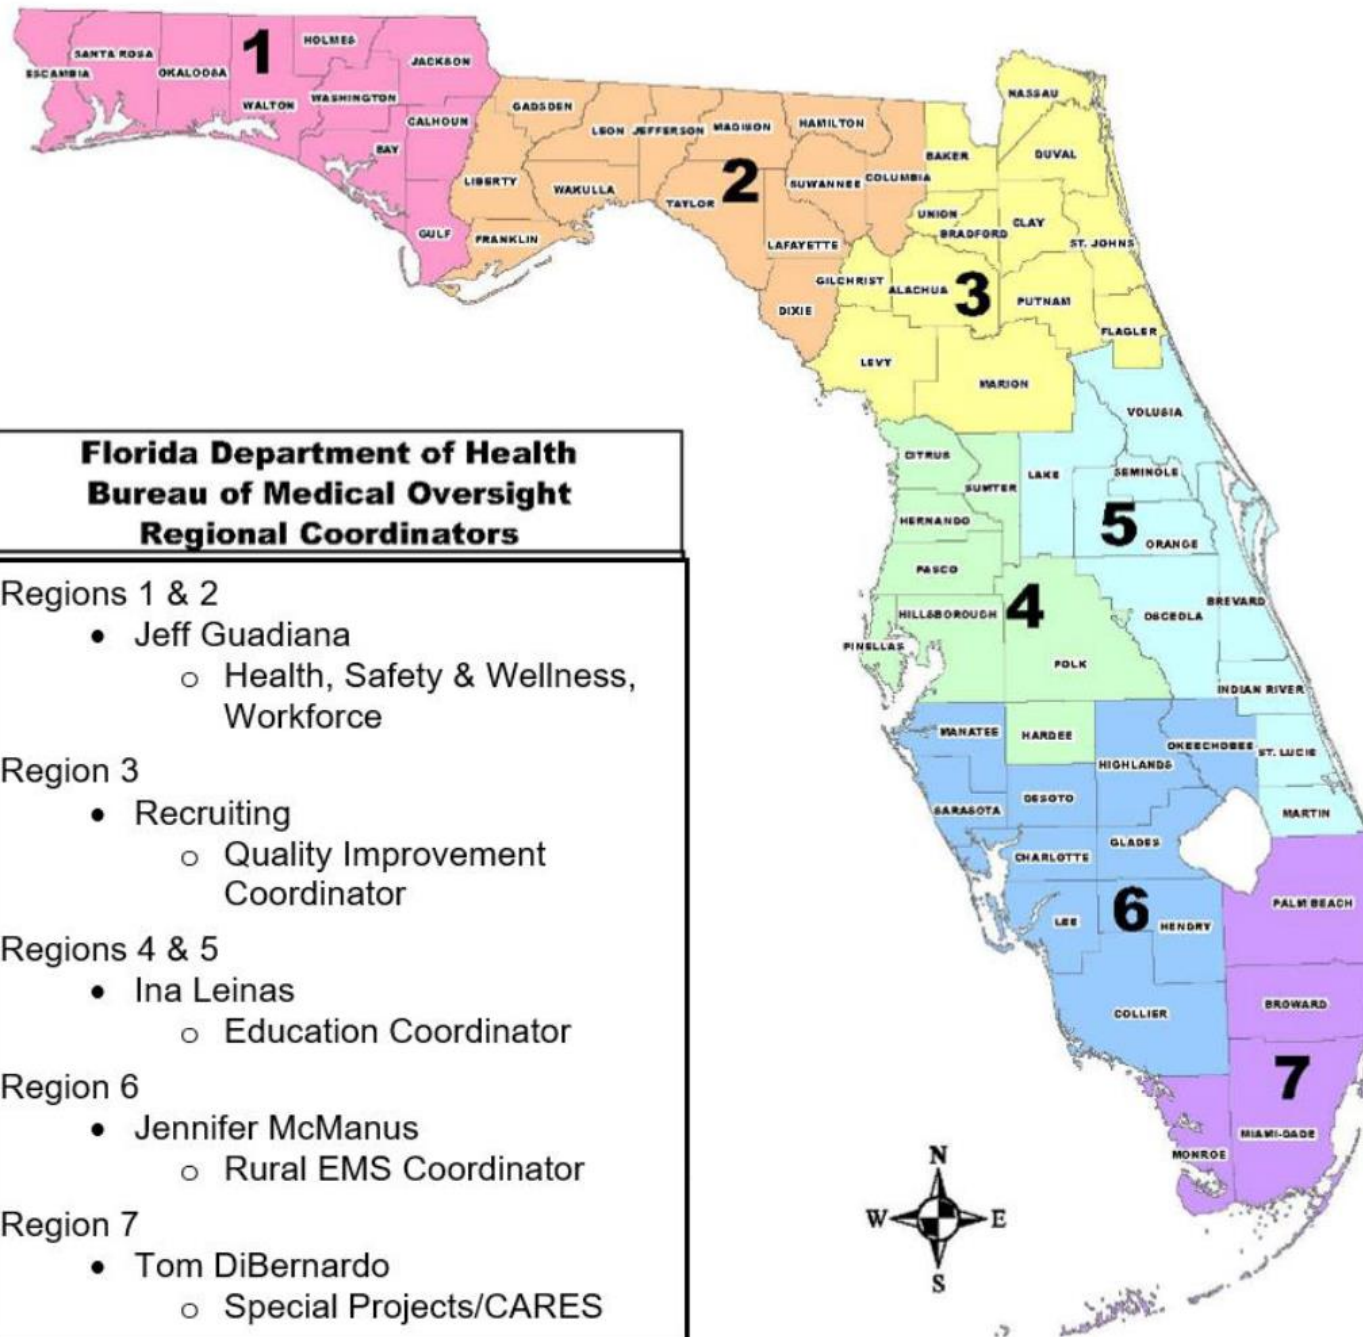 1
HOLMES
SANTA ROSA
JACKSON
ESCAMBIA
OKALOOSA
WASHINGTON
WALTON
CALHOUN
BAY
GULF
GADSDEN
LEON
JEFFERSON
MADISON
HAMILTON
2
LIBERTY
WAKULLA
TAYLOR
SUWANNEE
COLUMBIA
FRANKLIN
LAFAYETTE
DIXIE
NASSAU
BAKER
DUVAL
UNION
BRADFORD
CLAY
ST. JOHNS
GILCHRIST
ALACHUA
3
PUTNAM
FLAGLER
LEVY
MARION
Florida Department of Health
Bureau of Medical Oversight
Regional Coordinators
Regions 1 & 2
• Jeff Guadiana
o Health, Safety & Wellness,
Workforce
Region 3
• Recruiting
o Quality Improvement
Coordinator
Regions 4 & 5
• Ina Leinas
o Education Coordinator
Region 6
• Jennifer McManus
o Rural EMS Coordinator
Region 7
• Tom DiBernardo
o Special Projects/CARES
VOLUSIA
CITRUS
LAKE
SEMINOLE
SUMTER
5
HERNANDO
ORANGE
PASCO
4
BREVARD
HILLSBOROUGH
OSCEOLA
PINELLAS
POLK
INDIAN RIVER
MANATEE
HARDEE
OKEECHOBEE
ST. LUCIE
HIGHLANDS
SARASOTA
DESOTO
MARTIN
CHARLOTTE
GLADES
6
PALM BEACH
LEE
HENDRY
BROWARD
COLLIER
7
MIAMI-DADE
MONROE
N
W
E
S